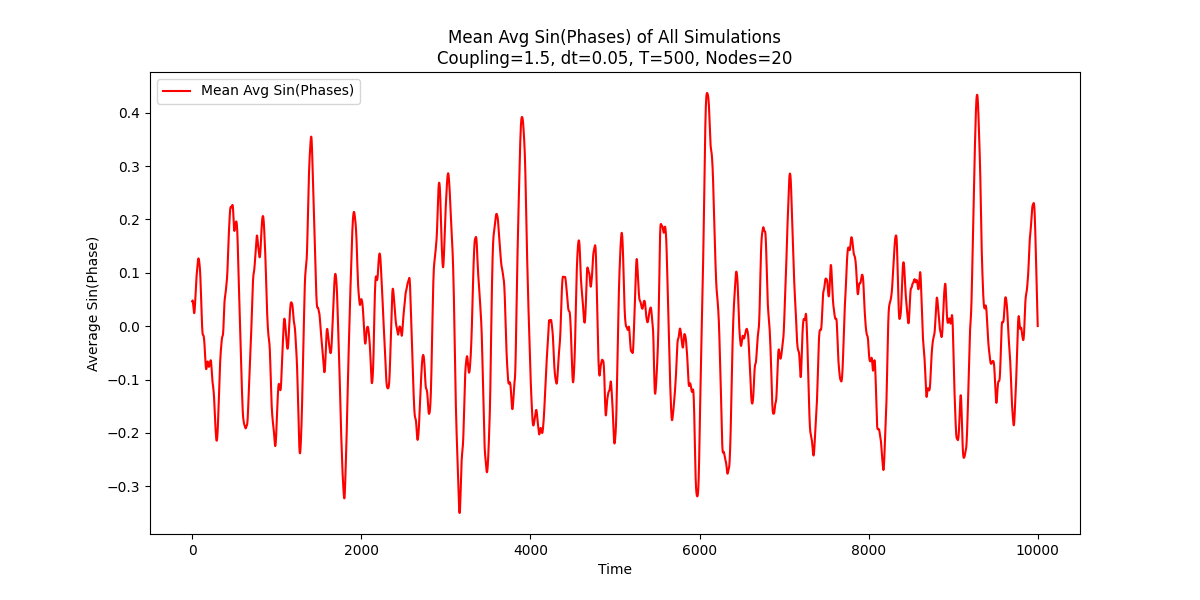 Mean Avg Sin(Phases) of All Simulations
Coupling=1.5, dt=0.05, T=500, Nodes=20
Mean Avg Sin(Phases)
Average Sin(Phase)
0.4
0.3
0.2
0.1
0.0
−0.1
−0.2
−0.3
0 2000 4000 6000 8000 10000
Time